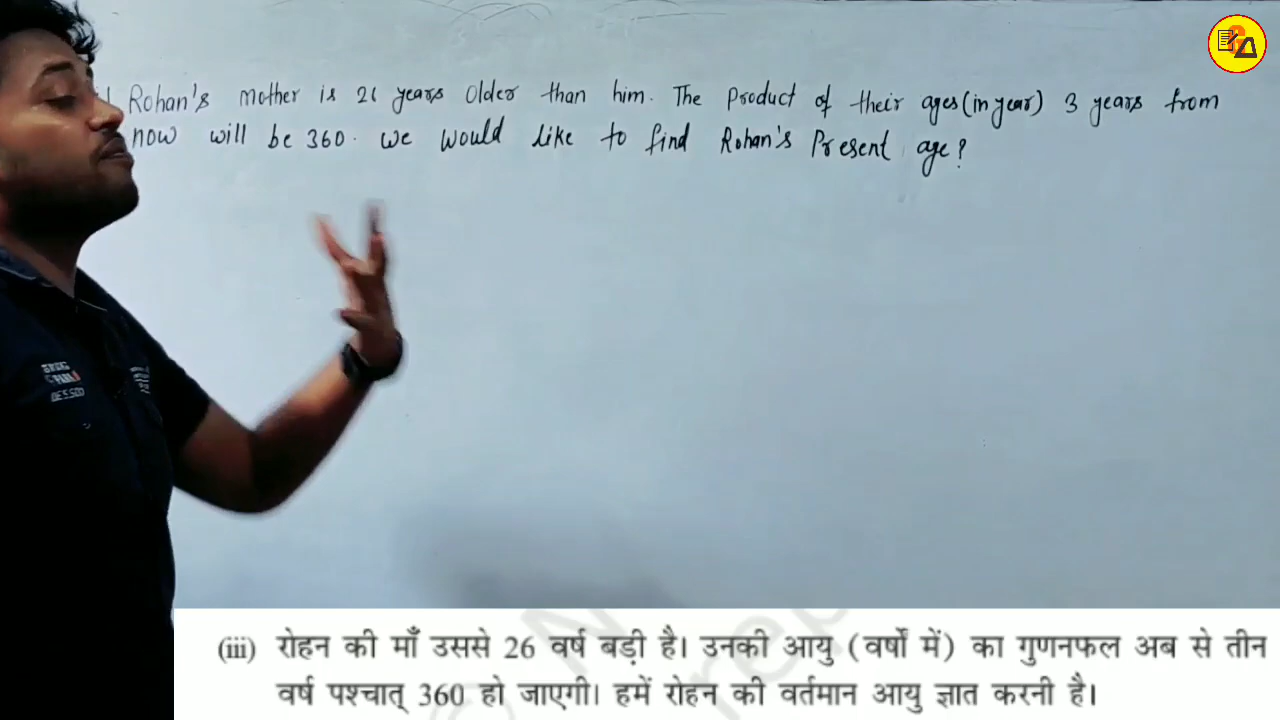 Rohan's mother is 26 years older than him. The Product of their ages (in year) 3 years from
now will be 360. We would like to find Rohan's Present age?
(iii) रोहन की माँ उससे 26 वर्ष बड़ी है। उनकी आयु (वर्षों में) का गुणनफल अब से तीन
वर्ष पश्चात् 360 हो जाएगी। हमें रोहन की वर्तमान आयु ज्ञात करनी है।